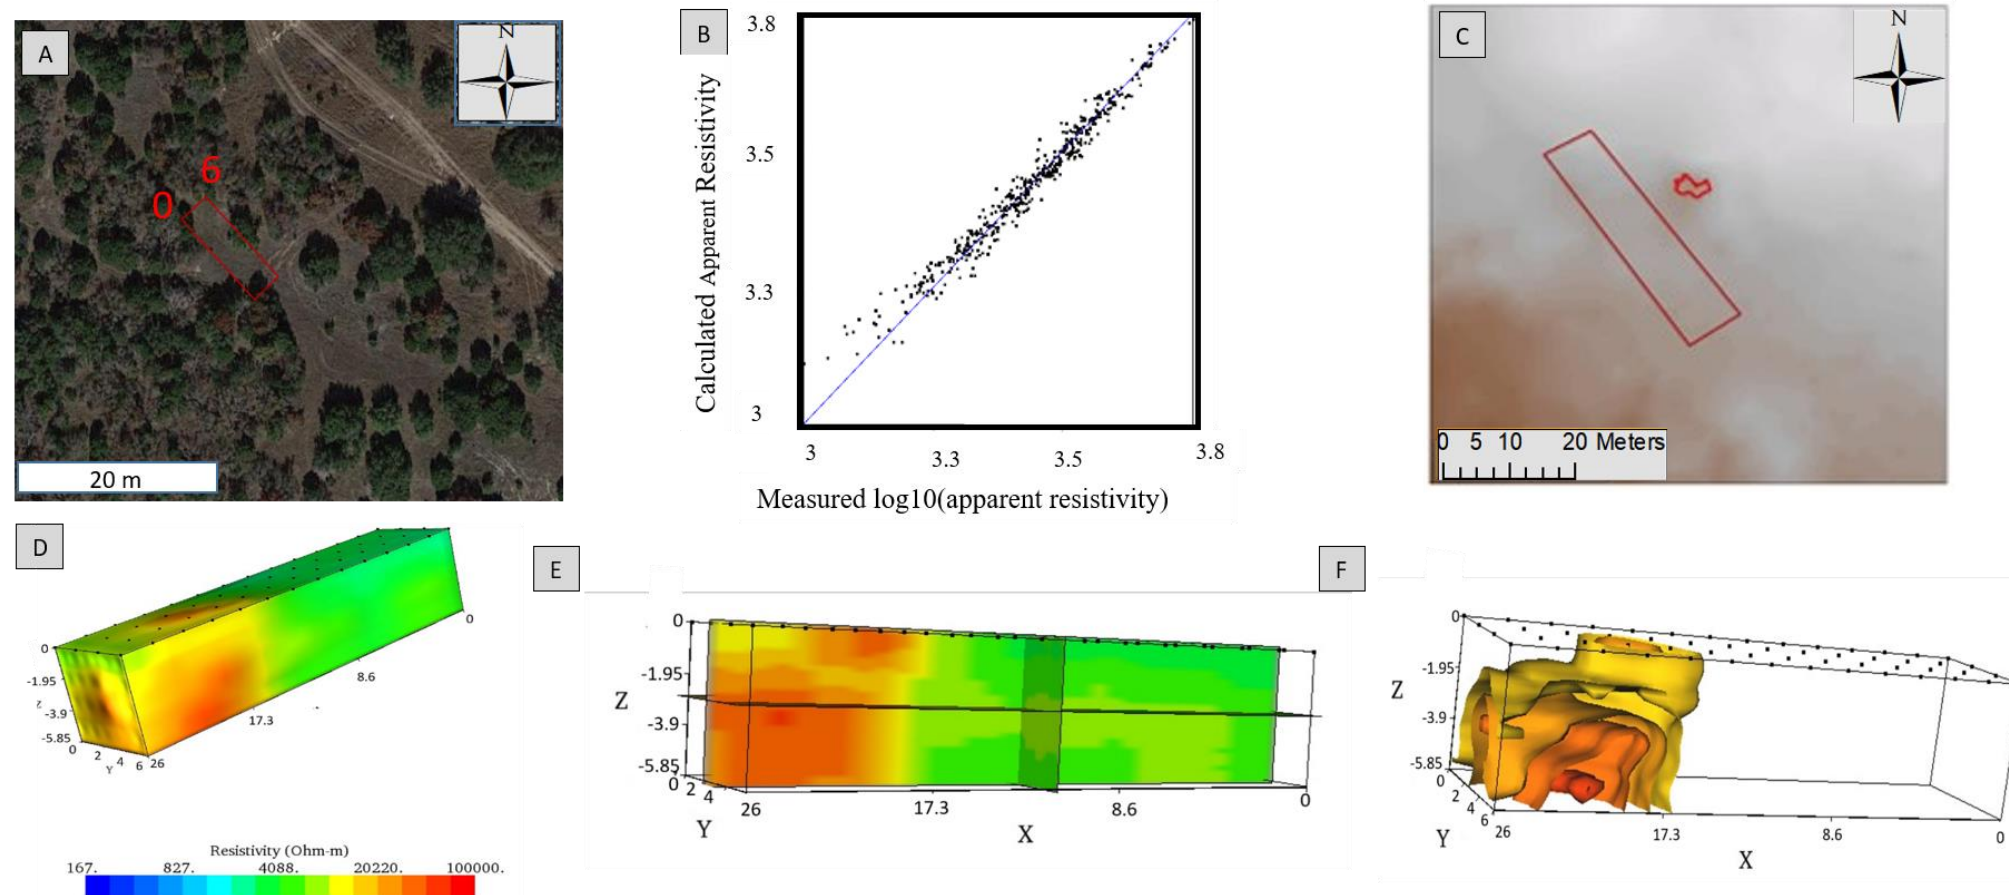 A
N
0
6
20 m
B
3.8
3.5
3.3
3
Calculated Apparent Resistivity
3
3.3
3.5
3.8
Measured log10(apparent resistivity)
C
N
0 5 10 20 Meters
D
0
-1.95
Z
-3.9
-5.85
0
2
4
6
Y
26
17.3
8.6
0
Resistivity (Ohm-m)
167. 827. 4088. 20220. 100000.
E
0
-1.95
Z
-3.9
-5.85
0
2
4
Y
26
17.3
8.6
0
X
F
0
-1.95
Z
-3.9
-5.85
0
2
4
6
Y
26
17.3
8.6
0
X